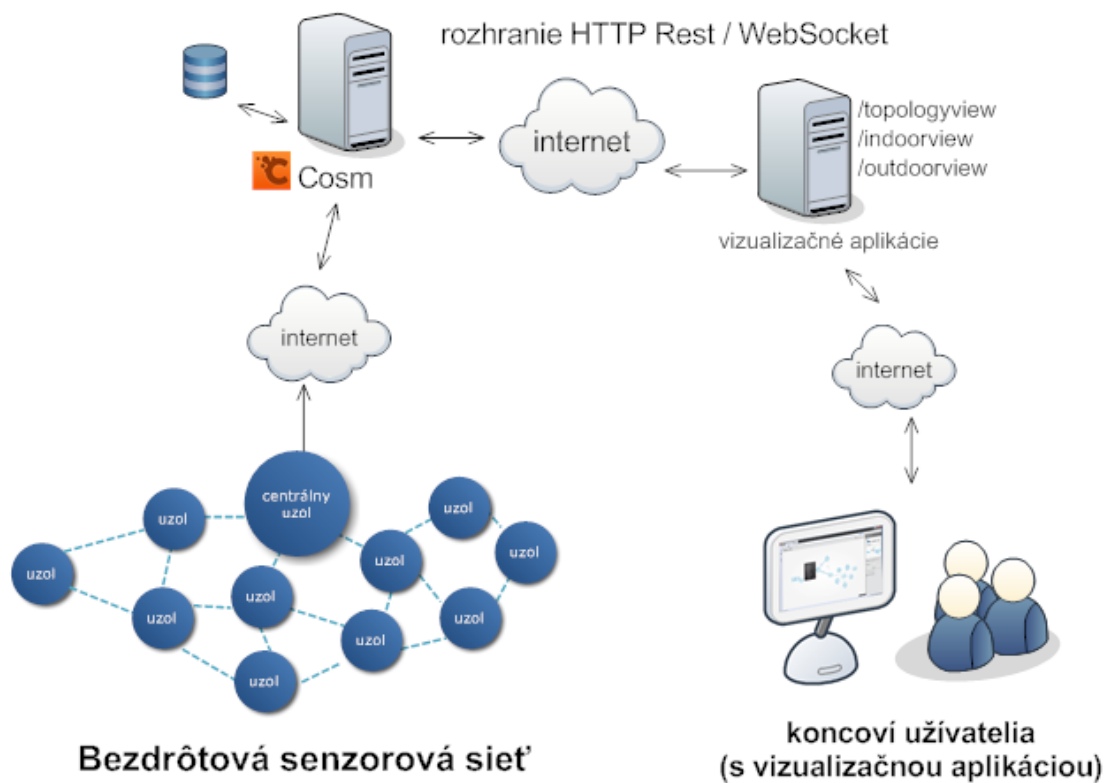 rozhranie HTTP Rest / WebSocket
internet
/topologyview
/indoorview
/outdoorview
Cosm
vizualizačné aplikácie
internet
internet
centrálny
uzol
uzol
uzol
uzol
uzol
uzol
uzol
uzol
uzol
uzol
uzol
Bezdrôtová senzorová sieť
koncoví užívatelia
(s vizualizačnou aplikáciou)